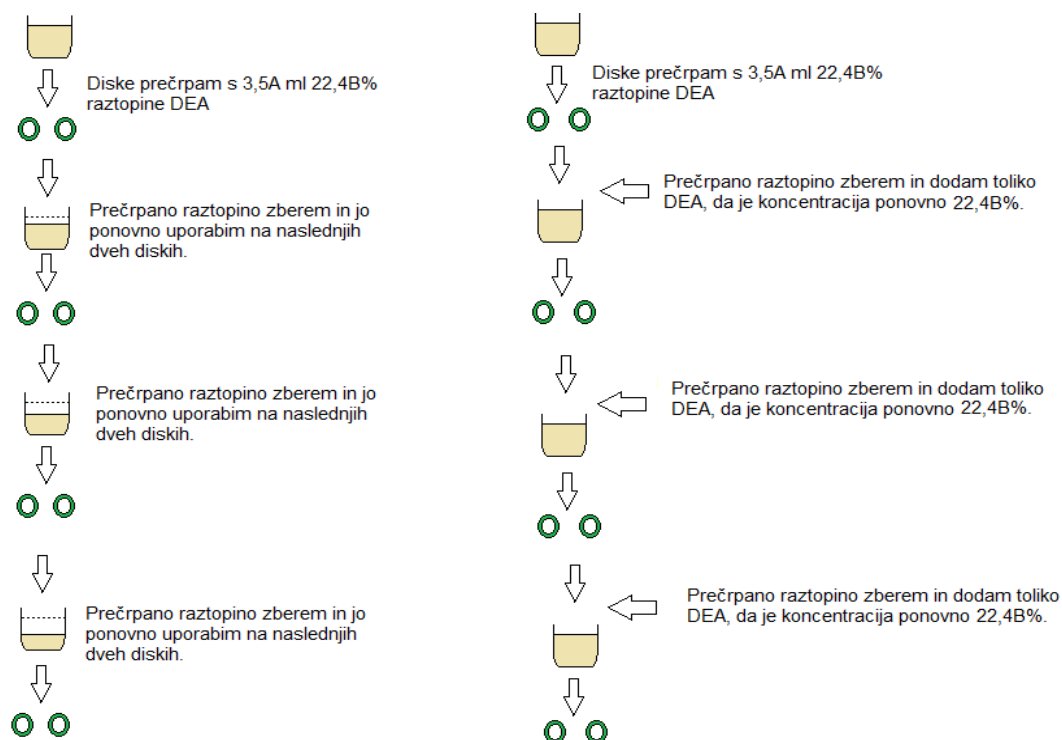 Diske prečrpam s 3,5A ml 22,4B%
raztopine DEA
Prečrpano raztopino zberem in jo
ponovno uporabim na naslednjih
dveh diskih.
Prečrpano raztopino zberem in jo
ponovno uporabim na naslednjih
dveh diskih.
Prečrpano raztopino zberem in jo
ponovno uporabim na naslednjih
dveh diskih.
Diske prečrpam s 3,5A ml 22,4B%
raztopine DEA
Prečrpano raztopino zberem in dodam toliko
DEA, da je koncentracija ponovno 22,4B%.
Prečrpano raztopino zberem in dodam toliko
DEA, da je koncentracija ponovno 22,4B%.
Prečrpano raztopino zberem in dodam toliko
DEA, da je koncentracija ponovno 22,4B%.